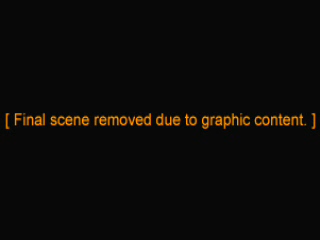 [ Final scene removed due to graphic content. ]